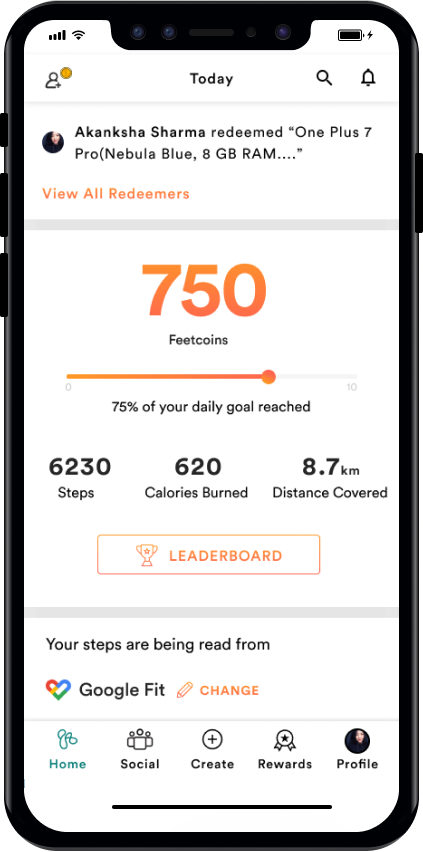 Today
Akanksha Sharma redeemed “One Plus 7
Pro(Nebula Blue, 8 GB RAM....”
View All Redeemers
750
Feetcoins
0 10
75% of your daily goal reached
6230 620 8.7km
Steps Calories Burned Distance Covered
LEADERBOARD
Your steps are being read from
Google Fit CHANGE
Home Social Create Rewards Profile